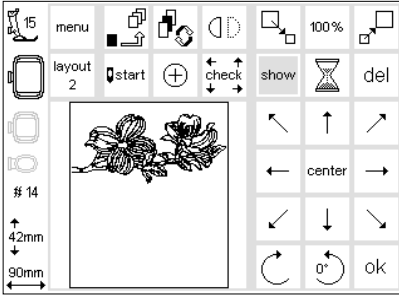 15
menu
100%
layout
2
start
check
show
del
center
# 14
42mm
90mm
0°
ok